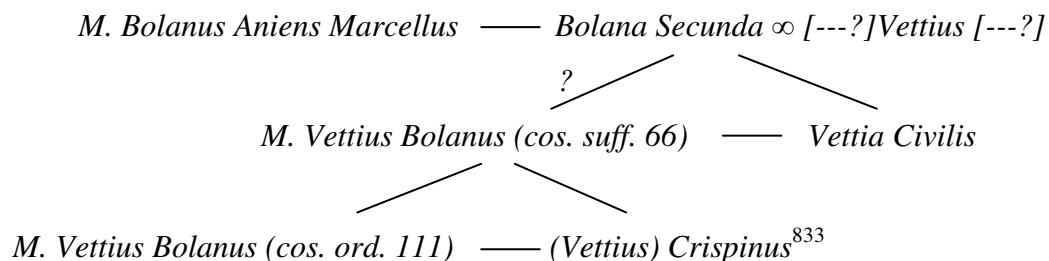 M. Bolanus Aniens Marcellus — Bolana Secunda ∞ [---?]Vettius [---?]
?
M. Vettius Bolanus (cos. suff. 66) — Vettia Civilis
M. Vettius Bolanus (cos. ord. 111) — (Vettius) Crispinus833